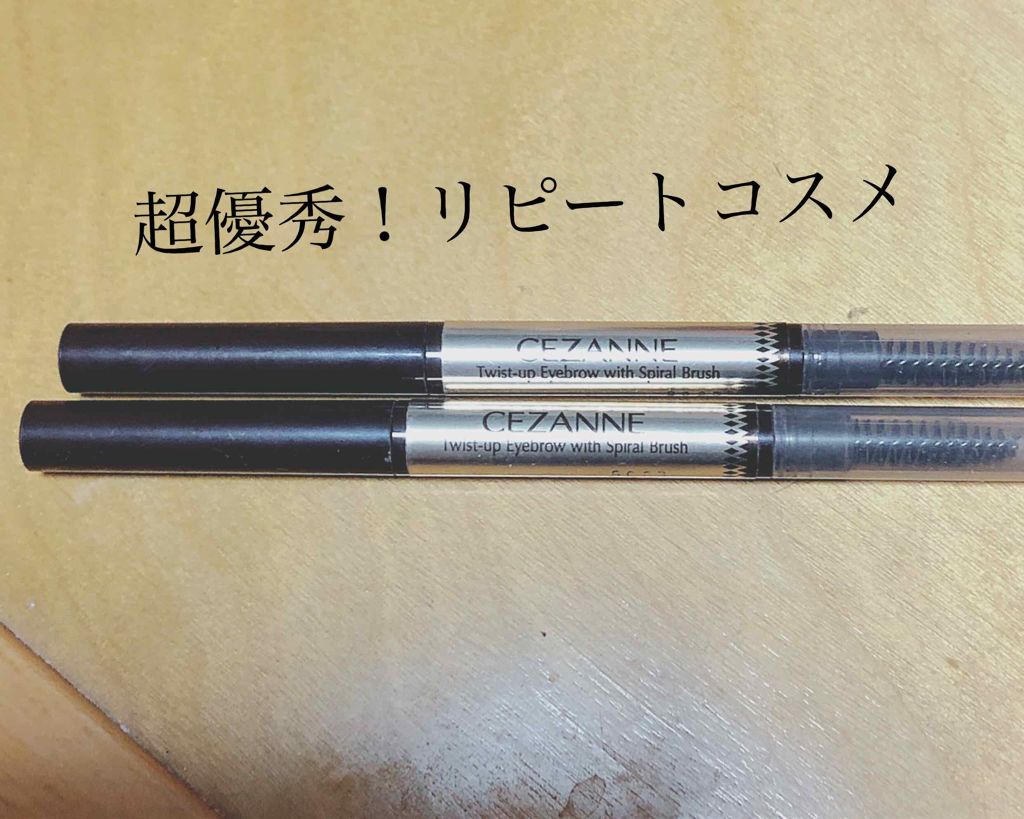 超優秀！リピートコスメ
CEZANNE
Twist-up Eyebrow with Spiral Brush
CEZANNE
Twist-up Eyebrow with Spiral Brush